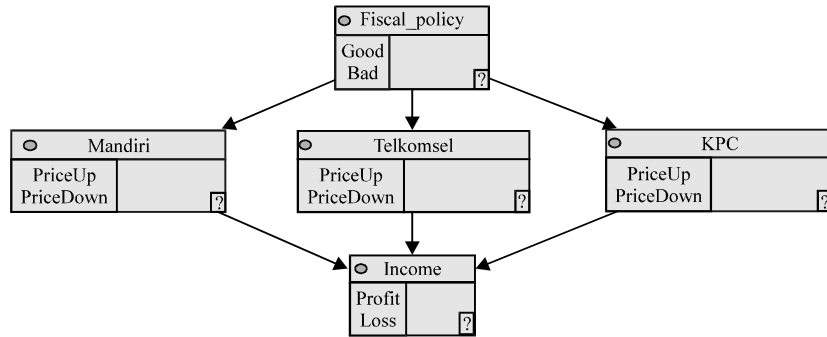 Fiscal_policy
Good
Bad
?
Mandiri
PriceUp
PriceDown
?
Telkomsel
PriceUp
PriceDown
?
KPC
PriceUp
PriceDown
?
Income
Profit
Loss
?